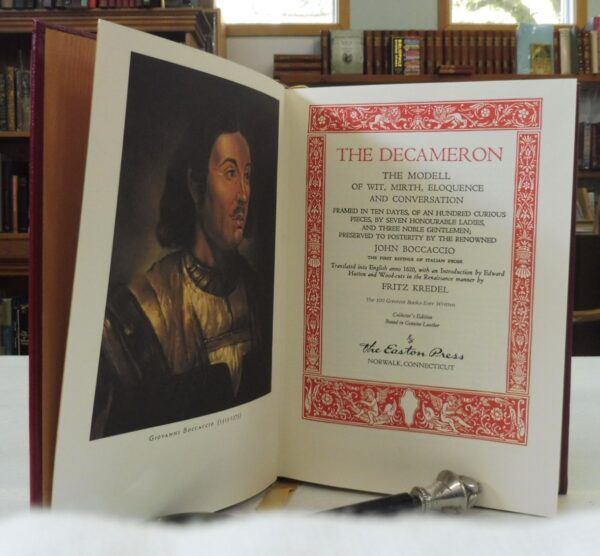 GIOVANNI BOCCACCIO (1313-1375)
THE DECAMERON
THE MODELL
OF WIT, MIRTH, ELOQUENCE
AND CONVERSATION
FRAMED IN TEN DAYES, OF AN HUNDRED CURIOUS
PIECES, BY SEVEN HONOURABLE LADIES,
AND THREE NOBLE GENTLEMEN;
PRESERVED TO POSTERITY BY THE RENOWNED
JOHN BOCCACCIO
THE FIRST REFINER OF ITALIAN PROSE
Translated into English anno 1620, with an Introduction by Edward
Hutton and Wood-cuts in the Renaissance manner by
FRITZ KREDEL
The 100 Greatest Books Ever Written
Collector's Edition
Bound in Genuine Leather
The Easton Press
NORWALK, CONNECTICUT